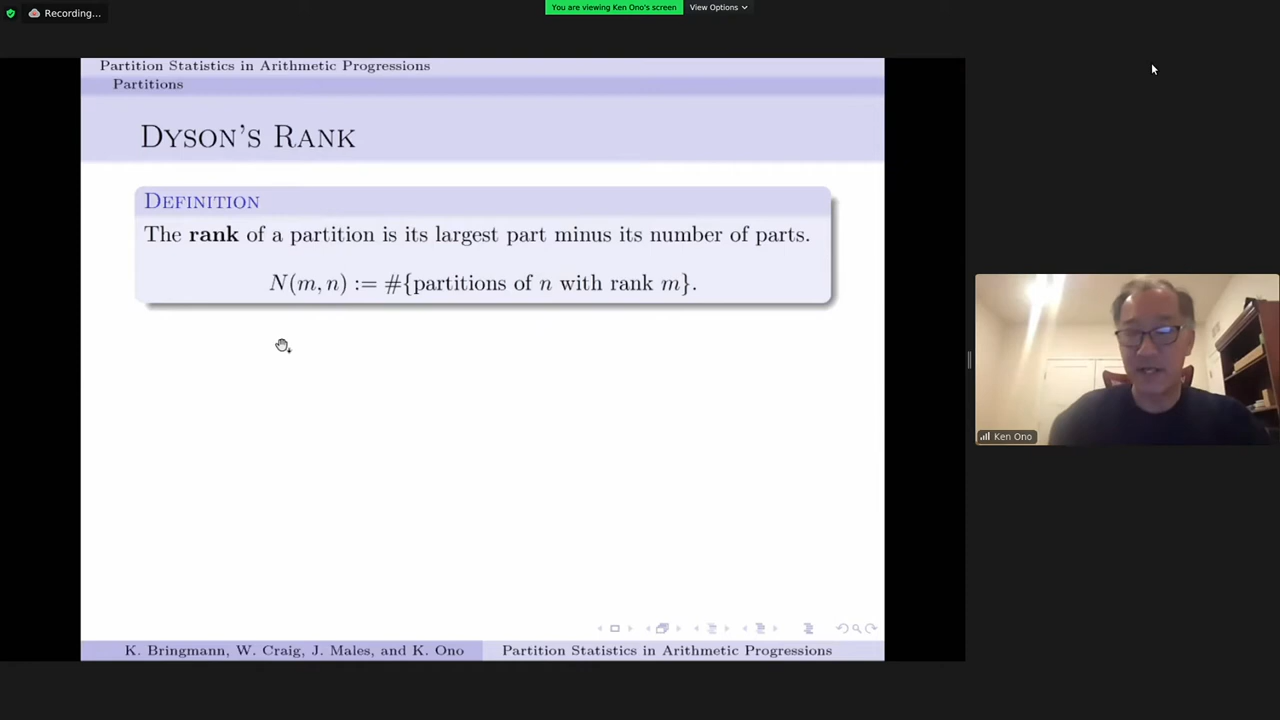 Recording...
You are viewing Ken Ono's screen
View Options
Partition Statistics in Arithmetic Progressions
Partitions
Dyson's Rank
Definition
The rank of a partition is its largest part minus its number of parts.
N(m, n) := #{partitions of n with rank m}.
Ken Ono
K. Bringmann, W. Craig, J. Males, and K. Ono
Partition Statistics in Arithmetic Progressions